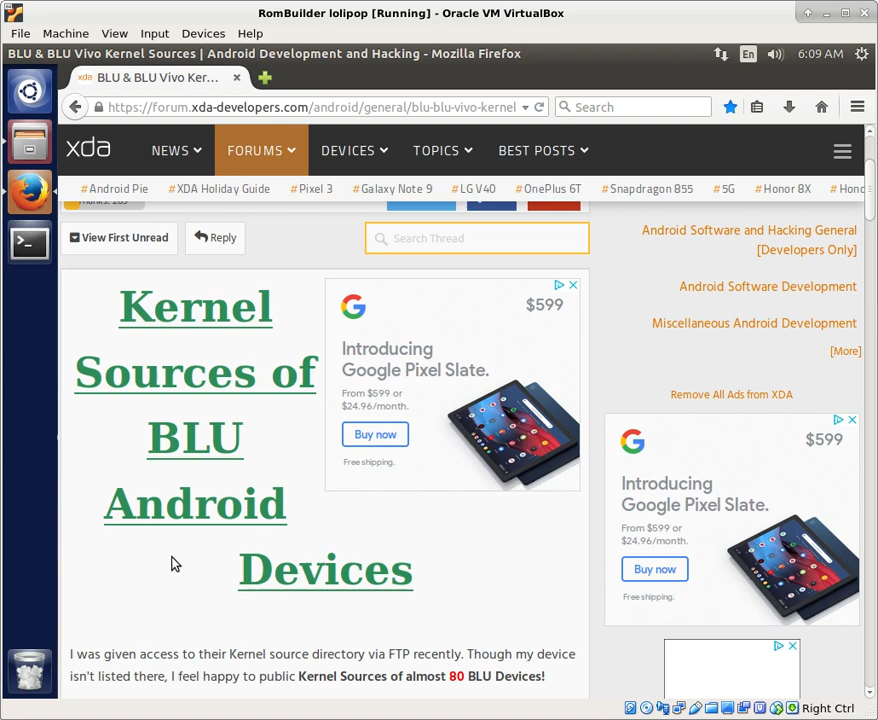 RomBuilder lolipop [Running] - Oracle VM VirtualBox
File Machine View Input Devices Help
BLU & BLU Vivo Kernel Sources | Android Development and Hacking - Mozilla Firefox
En
6:09 AM
xda BLU & BLU Vivo Ker...
https://forum.xda-developers.com/android/general/blu-blu-vivo-kernel
Search
xda NEWS FORUMS DEVICES TOPICS BEST POSTS
#Android Pie #XDA Holiday Guide #Pixel 3 #Galaxy Note 9 #LG V40 #OnePlus 6T #Snapdragon 855 #5G #Honor 8X
View First Unread
Reply
Search Thread
Kernel
Sources of
BLU
Android
Devices
$599
Introducing
Google Pixel Slate.
From $599 or
$24.96/month.
Buy now
Free shipping.
I was given access to their Kernel source directory via FTP recently. Though my device
isn't listed there, I feel happy to public Kernel Sources of almost 80 BLU Devices!
Android Software and Hacking General
[Developers Only]
Android Software Development
Miscellaneous Android Development
[More]
Remove All Ads from XDA
$599
Introducing
Google Pixel Slate.
From $599 or
$24.96/month.
Buy now
Free shipping.
Right Ctrl